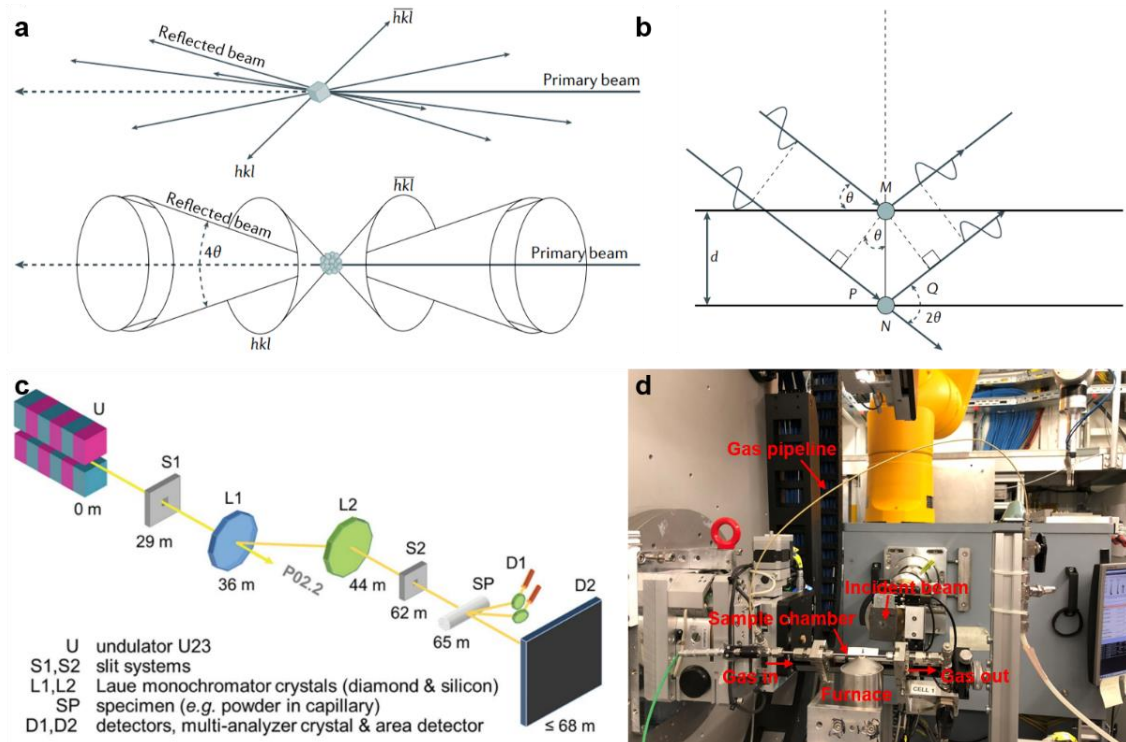 a
hkl
Reflected beam
Primary beam
hkl
hkl
Reflected beam
4θ
Primary beam
hkl
b
M
θ
θ
d
P
Q
N
2θ
c
U
0 m
S1
29 m
L1
36 m
P02.2
L2
44 m
S2
62 m
SP
65 m
D1
D2
≤ 68 m
U undulator U23
S1,S2 slit systems
L1,L2 Laue monochromator crystals (diamond & silicon)
SP specimen (e.g. powder in capillary)
D1,D2 detectors, multi-analyzer crystal & area detector
d
Gas pipeline
Incident beam
Sample chamber
Gas in
Gas out
Furnace
CELL 1